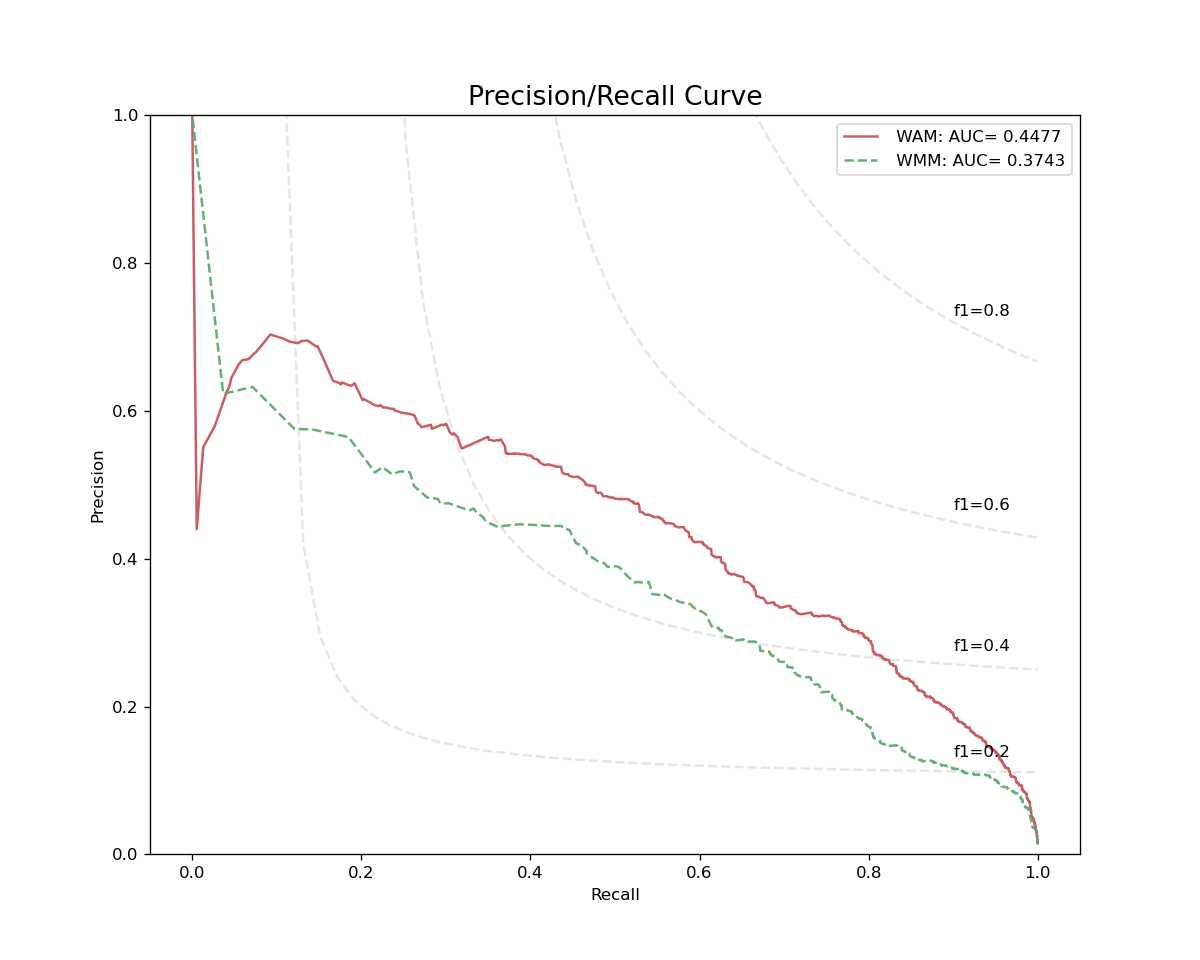 Precision/Recall Curve
1.0
WAM: AUC= 0.4477
WMM: AUC= 0.3743
0.8
f1=0.8
0.6
f1=0.6
Precision
0.4
f1=0.4
0.2
f1=0.2
0.0
0.0 0.2 0.4 0.6 0.8 1.0
Recall